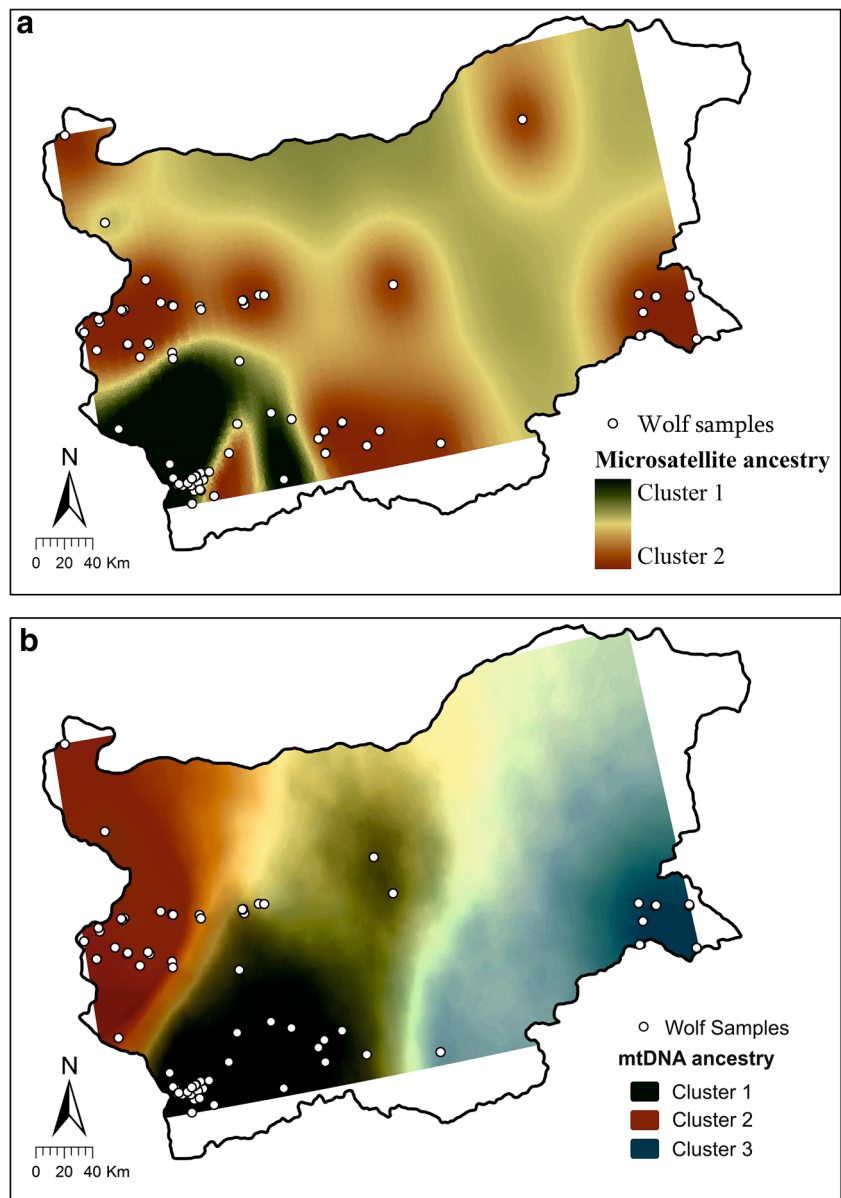 a
Wolf samples
Microsatellite ancestry
Cluster 1
Cluster 2
N
0 20 40 Km
b
Wolf Samples
mtDNA ancestry
Cluster 1
Cluster 2
Cluster 3
N
0 20 40 Km